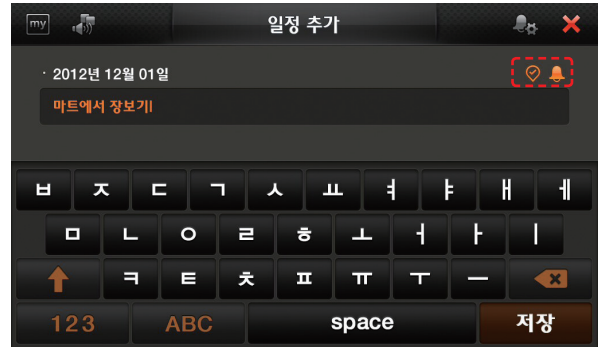 my 일정 추가
· 2012년 12월 01일
마트에서 장보기
ㅂ ㅈ ㄷ ㄱ ㅅ ㅛ ㅕ ㅑ ㅐ ㅔ
ㅁ ㄴ ㅇ ㄹ ㅎ ㅗ ㅓ ㅏ ㅣ
ㅋ ㅌ ㅊ ㅍ ㅠ ㅜ ㅡ
123 ABC space 저장